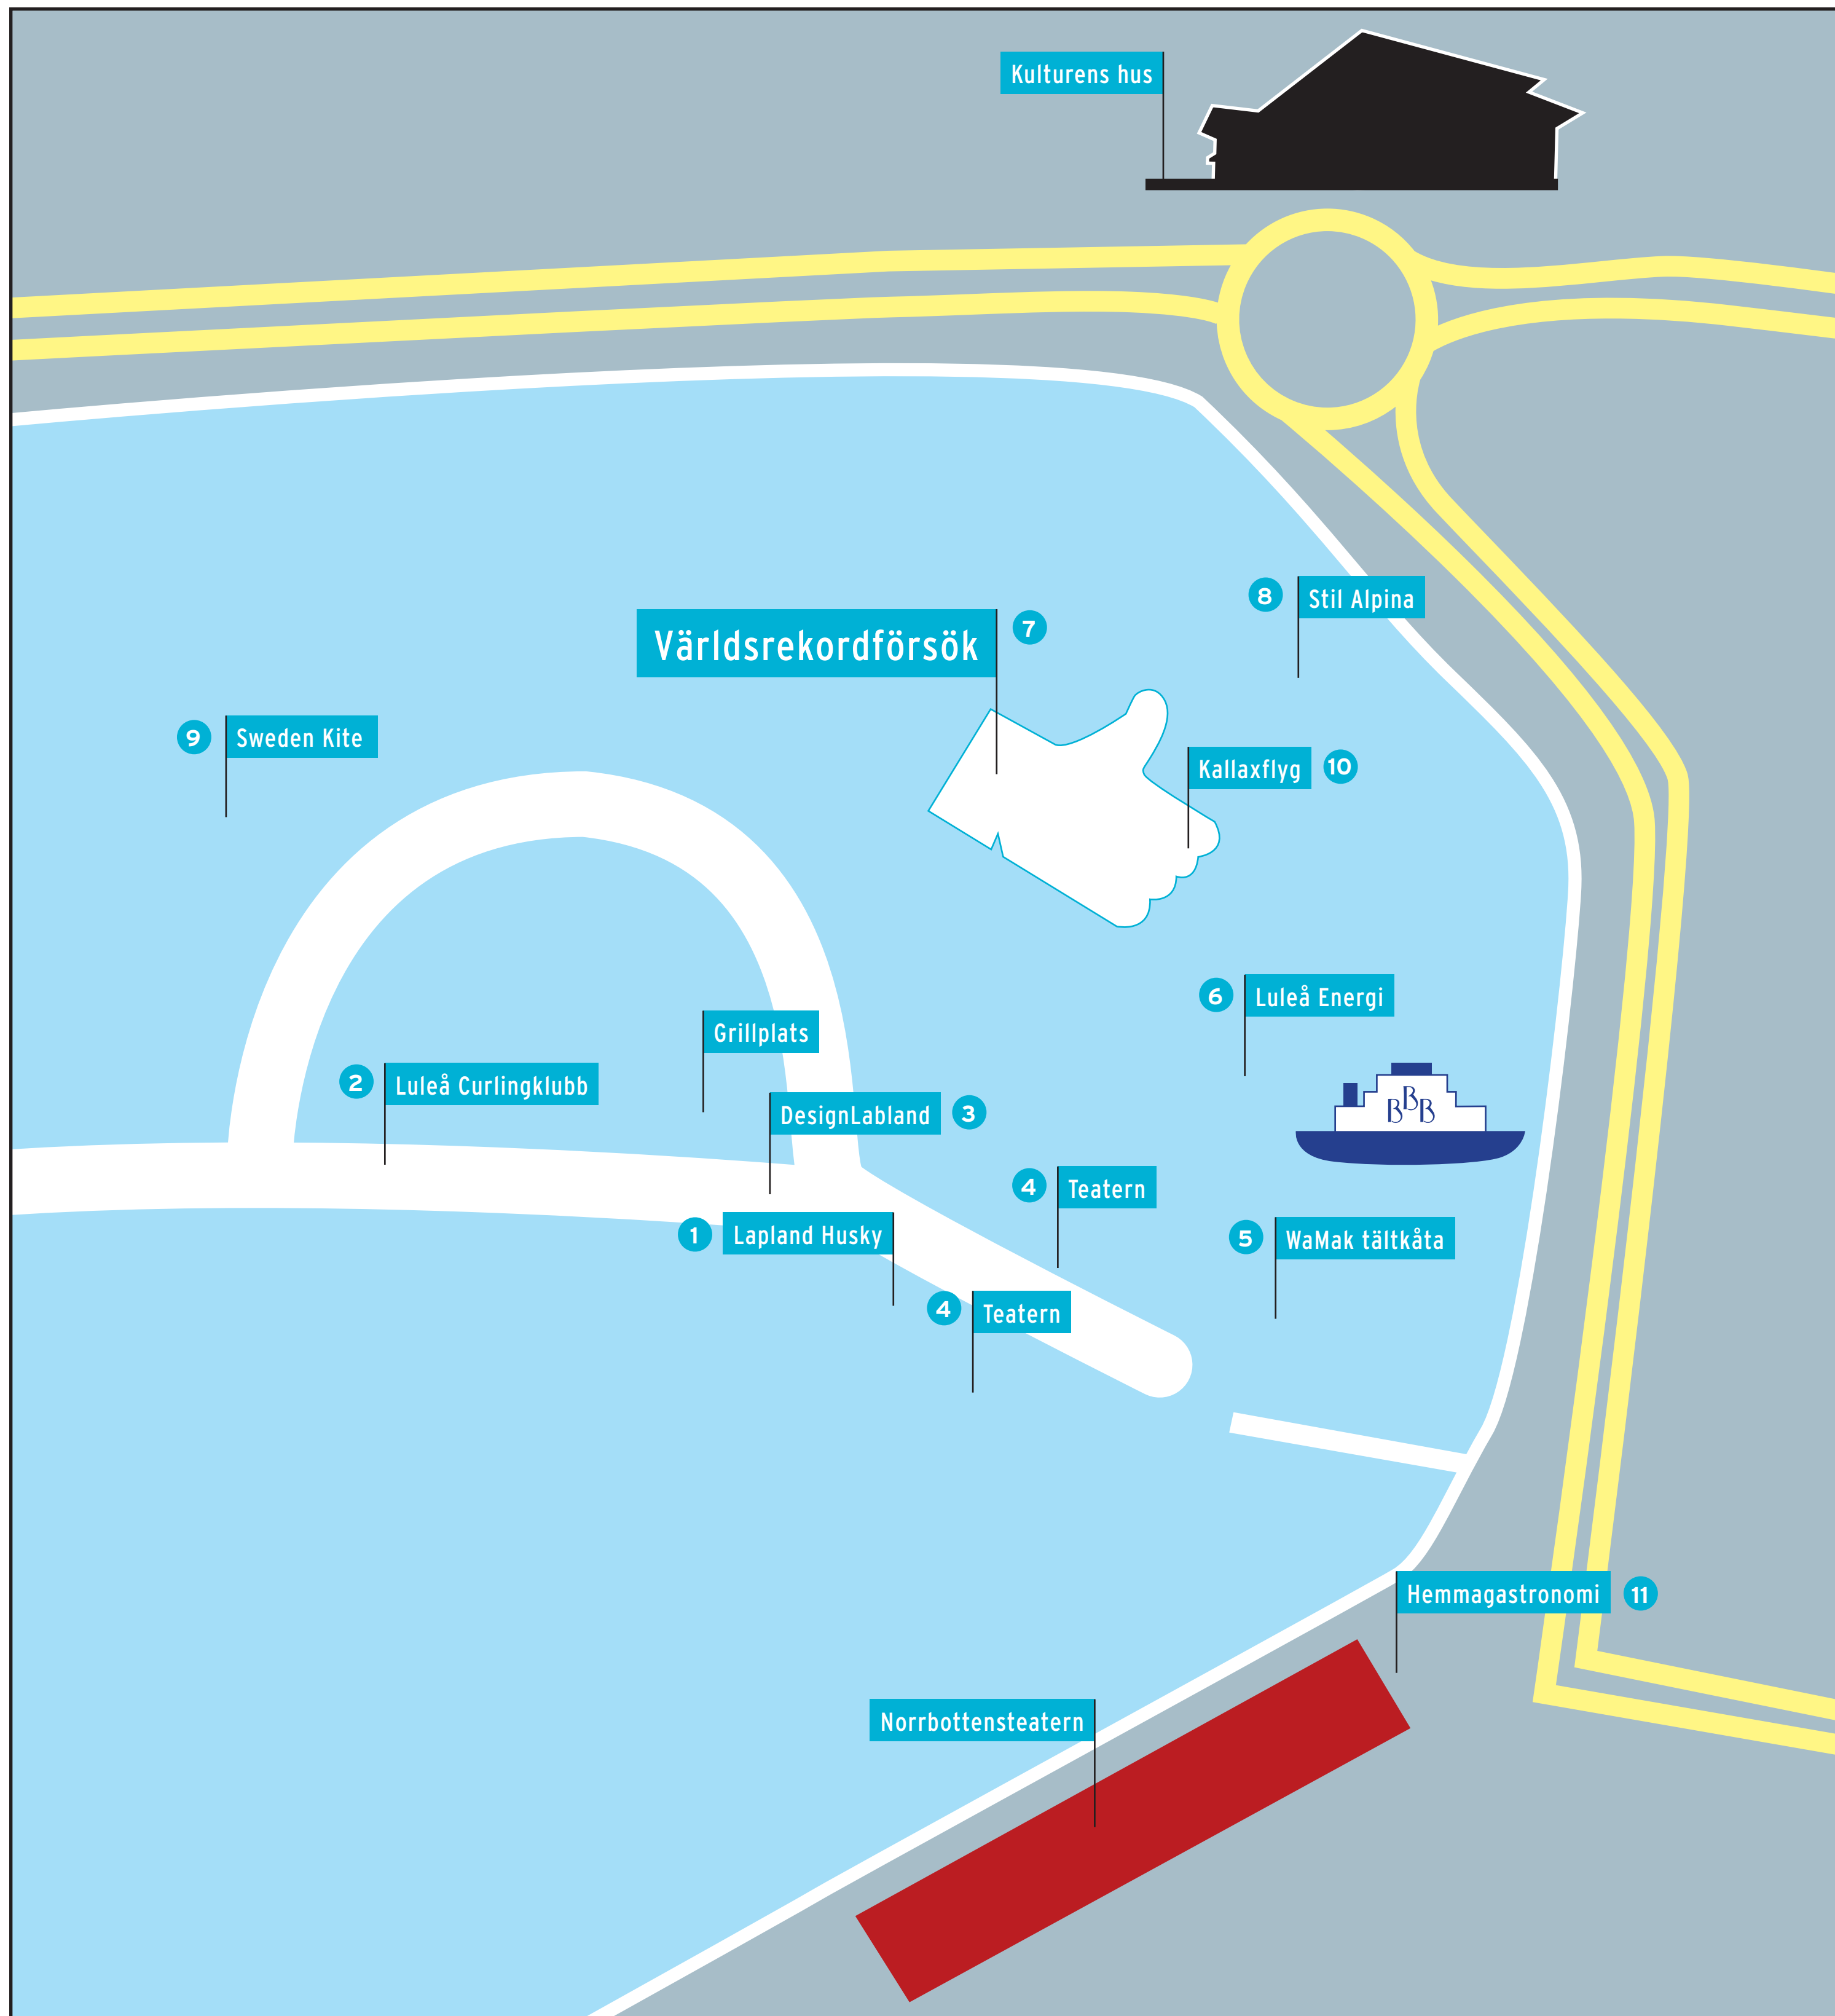 Kulturens hus
8 Stil Alpina
Världsrekordförsök 7
9 Sweden Kite
Kallaxflyg 10
6 Luleå Energi
Grillplats
2 Luleå Curlingklubb
BBB
DesignLabland 3
4 Teatern
1 Lapland Husky
5 WaMak tältkåta
4 Teatern
Hemmagastronomi 11
Norrbottensteatern